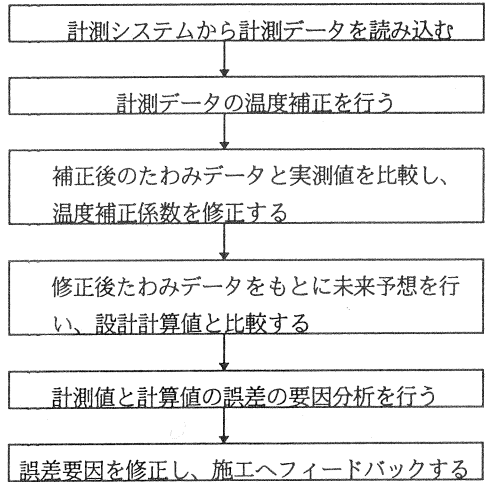 計測システムから計測データを読み込む
計測データの温度補正を行う
補正後のたわみデータと実測値を比較し、
温度補正係数を修正する
修正後たわみデータをもとに未来予想を行
い、設計計算値と比較する
計測値と計算値の誤差の要因分析を行う
誤差要因を修正し、施工へフィードバックする